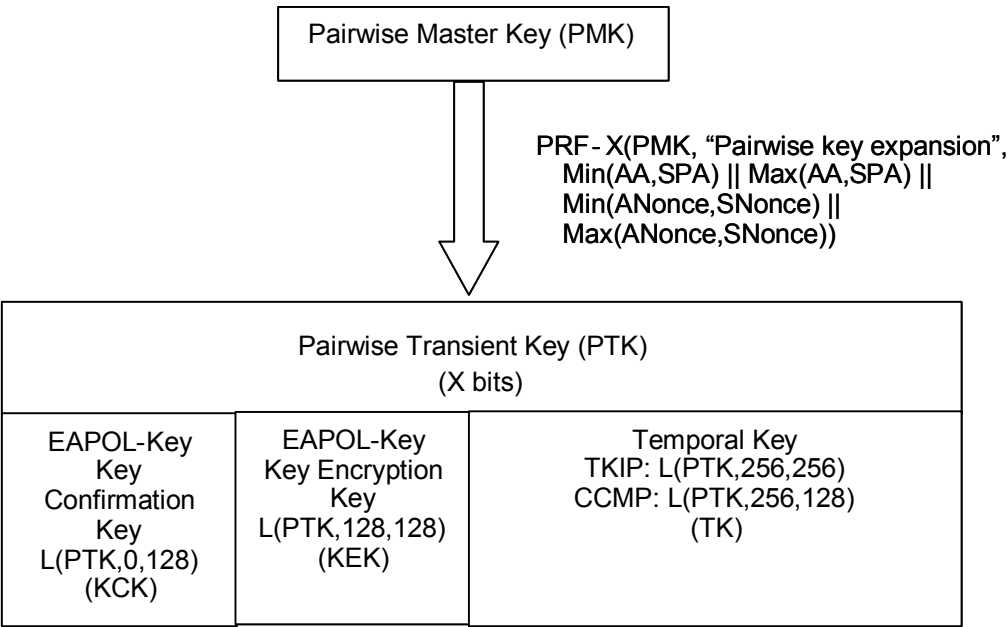 Pairwise Master Key (PMK)
PRF-X(PMK, “Pairwise key expansion”,
Min(AA,SPA) || Max(AA,SPA) ||
Min(ANonce,SNonce) ||
Max(ANonce,SNonce))
Pairwise Transient Key (PTK)
(X bits)
EAPOL-Key
Key
Confirmation
Key
L(PTK,0,128)
(KCK)
EAPOL-Key
Key Encryption
Key
L(PTK,128,128)
(KEK)
Temporal Key
TKIP: L(PTK,256,256)
CCMP: L(PTK,256,128)
(TK)